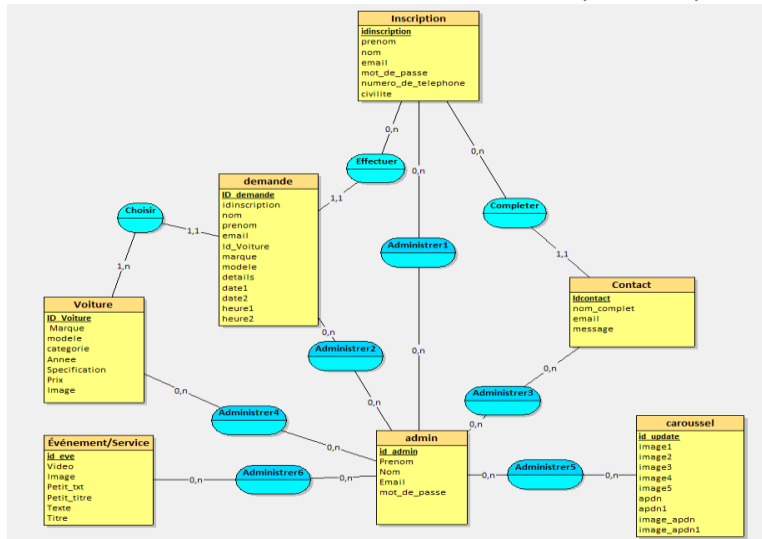 Inscription
idinscription
prenom
nom
email
mot_de_passe
numero_de_telephone
civilite
0,n
0,n
0,n
Effectuer
1,1
demande
ID_demande
idinscription
nom
prenom
email
Id_Voiture
marque
modele
details
date1
date2
heure1
heure2
Choisir
1,1
1,n
Completer
1,1
Administrer1
0,n
Contact
Idcontact
nom_complet
email
message
Voiture
ID_Voiture
Marque
modele
categorie
Annee
Specification
Prix
Image
0,n
Administrer2
0,n
0,n
Administrer3
0,n
0,n
Administrer4
0,n
admin
id_admin
Prenom
Nom
Email
mot_de_passe
Événement/Service
id_eve
Video
Image
Petit_txt
Petit_titre
Texte
Titre
0,n
Administrer6
0,n
0,n
Administrer5
0,n
caroussel
id_update
image1
image2
image3
image4
image5
apdn
apdn1
image_apdn
image_updn1